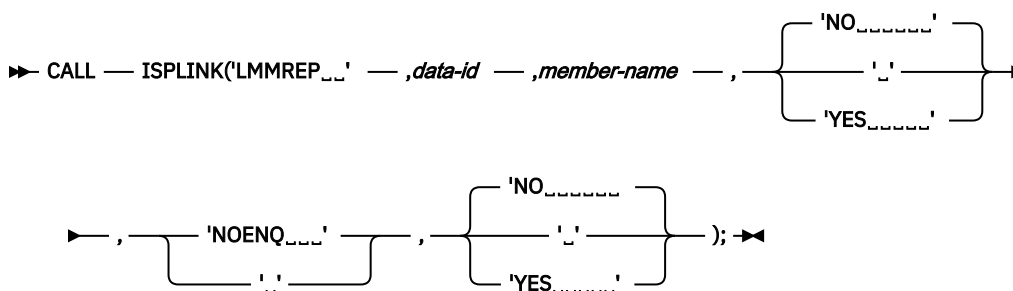 'NO␣␣␣␣␣␣'
CALL ISPLINK('LMMREP␣␣' ,data-id ,member-name , '␣'
'YES␣␣␣␣␣'
'NO␣␣␣␣␣␣
, 'NOENQ␣␣␣' , '␣' );
'␣' 'YES␣␣␣␣␣'